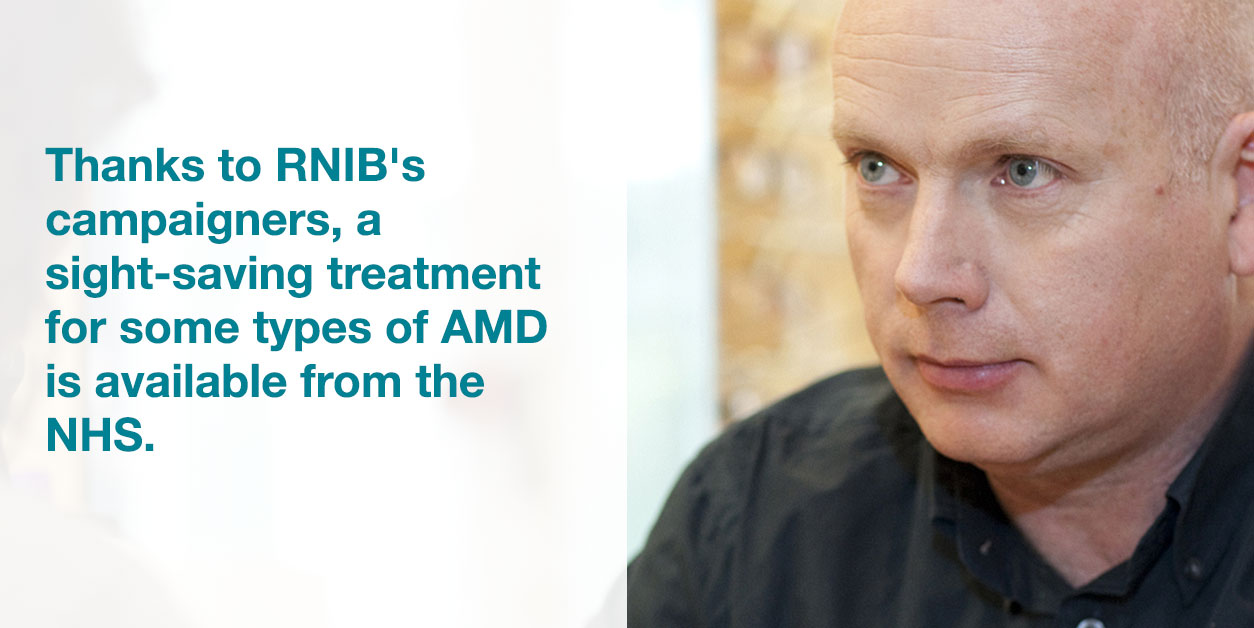 Thanks to RNIB's
campaigners, a
sight-saving treatment
for some types of AMD
is available from the
NHS.